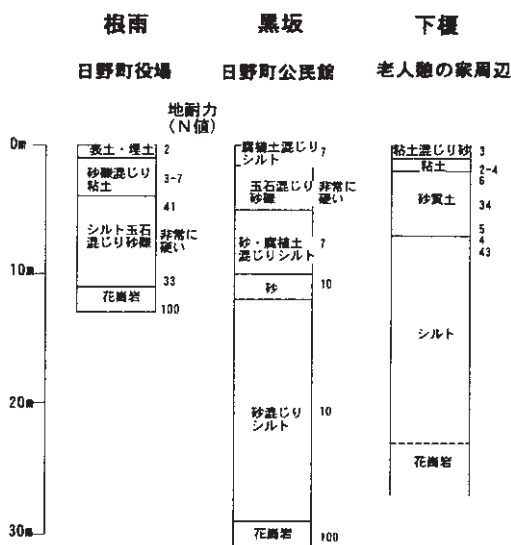 根雨
黒坂
下榎
日野町役場
日野町公民館
老人憩の家周辺
地耐力
(N値)
0m
10m
20m
30m
表土・埋土
2
砂礫混じり
粘土
3-7
41
シルト玉石
混じり砂礫
非常に
硬い
33
花崗岩
100
腐植土混じり
シルト
7
玉石混じり
砂礫
非常に
硬い
砂・腐植土
混じりシルト
7
砂
10
砂混じり
シルト
10
花崗岩
100
粘土混じり砂
3
粘土
2-4
6
砂質土
34
5
4
43
シルト
花崗岩